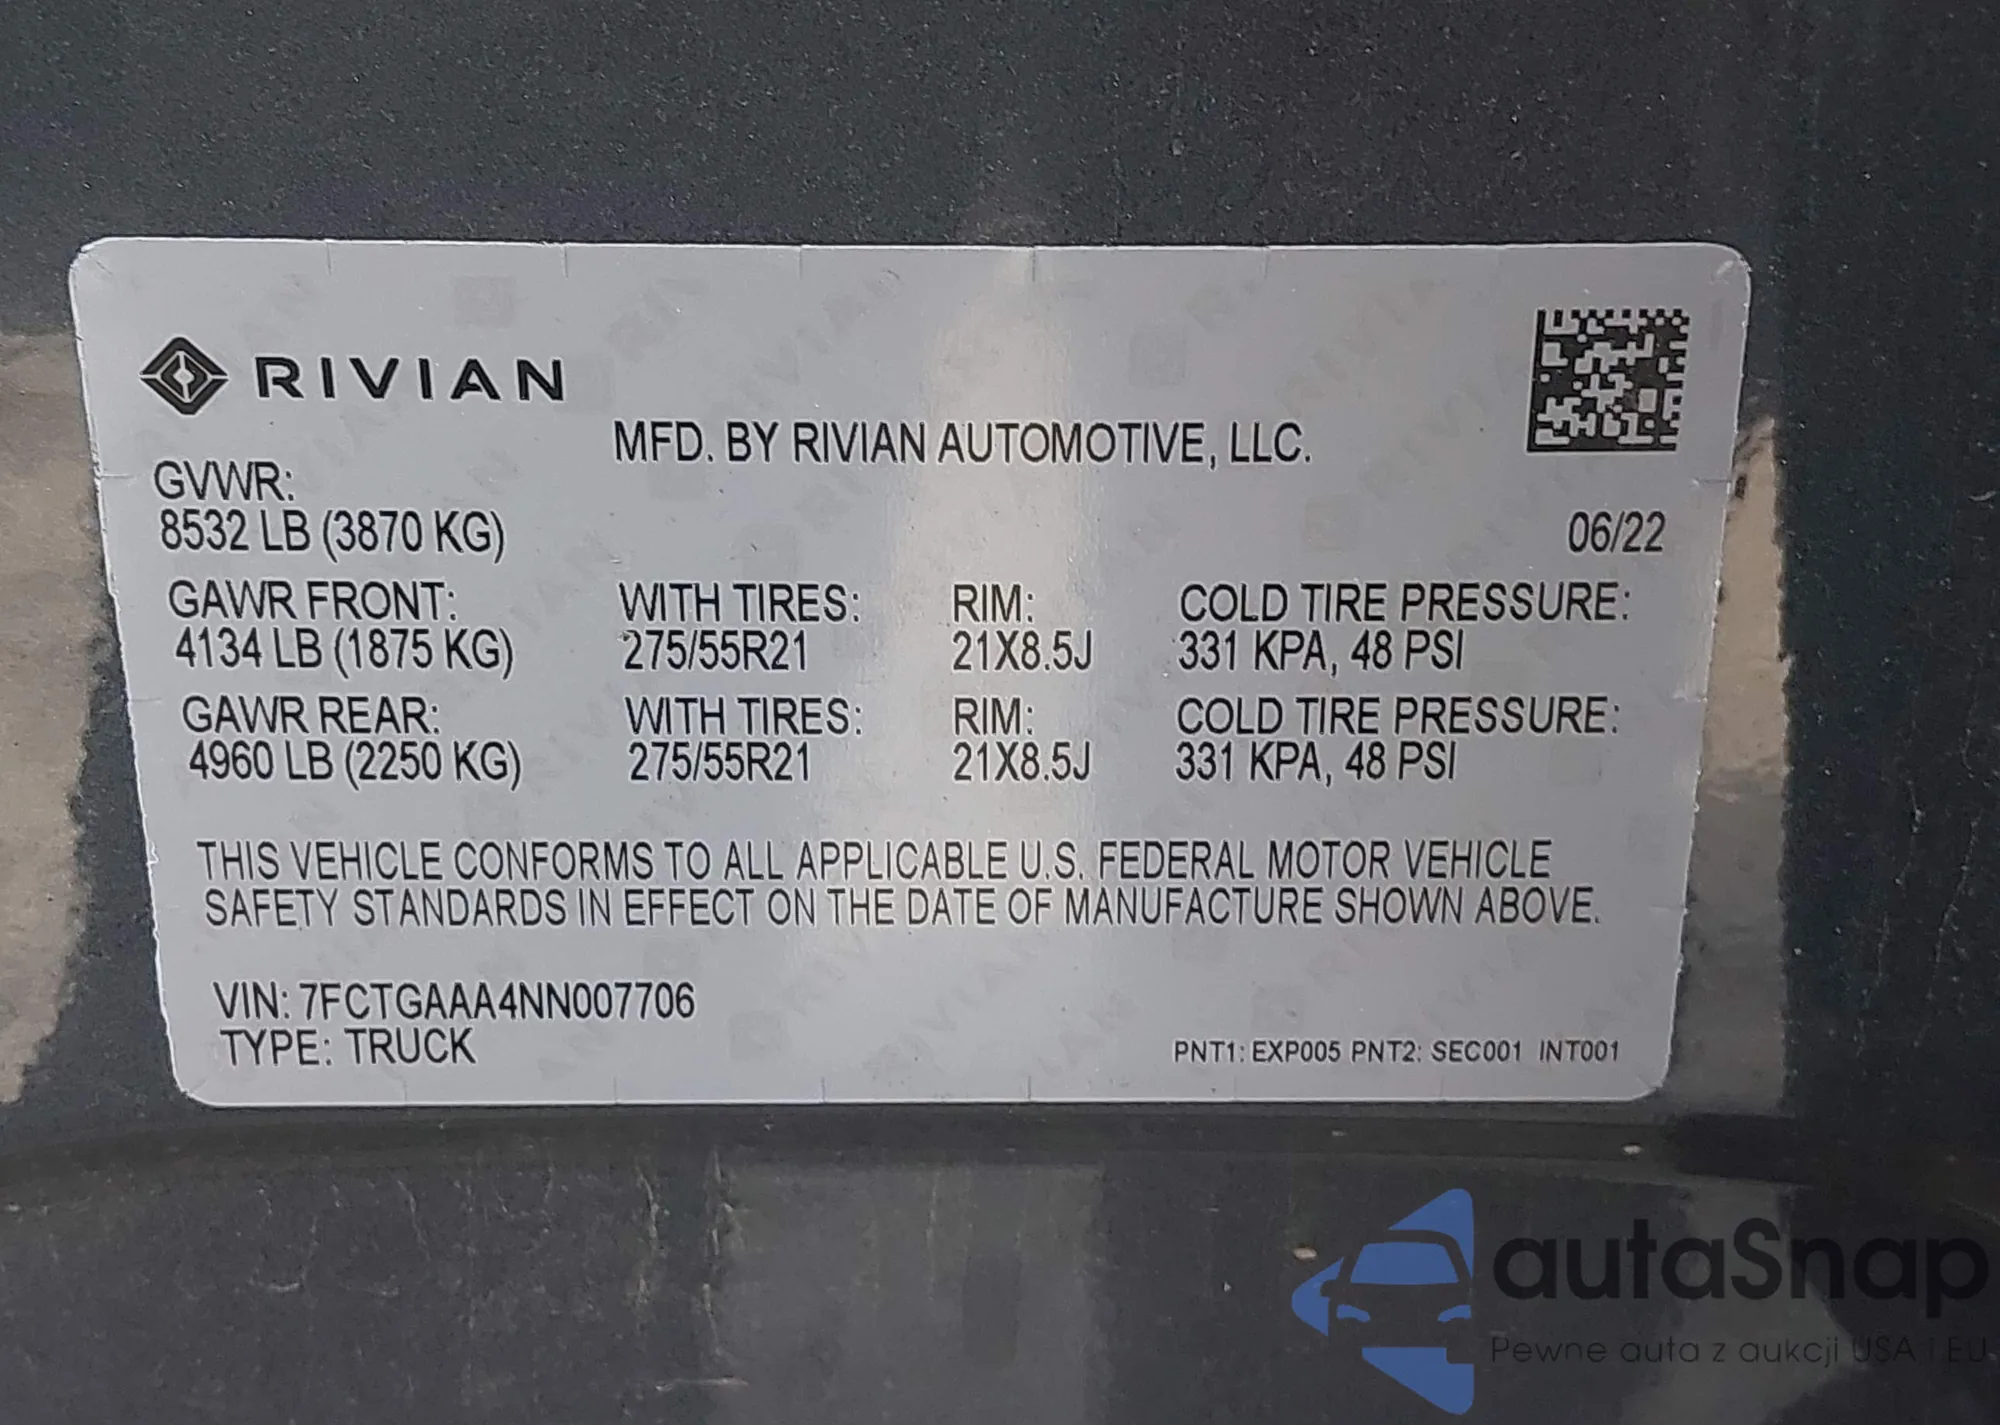 RIVIAN
MFD. BY RIVIAN AUTOMOTIVE, LLC.
GVWR:
8532 LB (3870 KG)
06/22
GAWR FRONT: WITH TIRES: RIM: COLD TIRE PRESSURE:
4134 LB (1875 KG) 275/55R21 21X8.5J 331 KPA, 48 PSI
GAWR REAR: WITH TIRES: RIM: COLD TIRE PRESSURE:
4960 LB (2250 KG) 275/55R21 21X8.5J 331 KPA, 48 PSI
THIS VEHICLE CONFORMS TO ALL APPLICABLE U.S. FEDERAL MOTOR VEHICLE
SAFETY STANDARDS IN EFFECT ON THE DATE OF MANUFACTURE SHOWN ABOVE.
VIN: 7FCTGAAA4NN007706
TYPE: TRUCK
PNT1: EXP005 PNT2: SEC001 INT001
autaSnap
Pewne auta z aukcji USA i EU